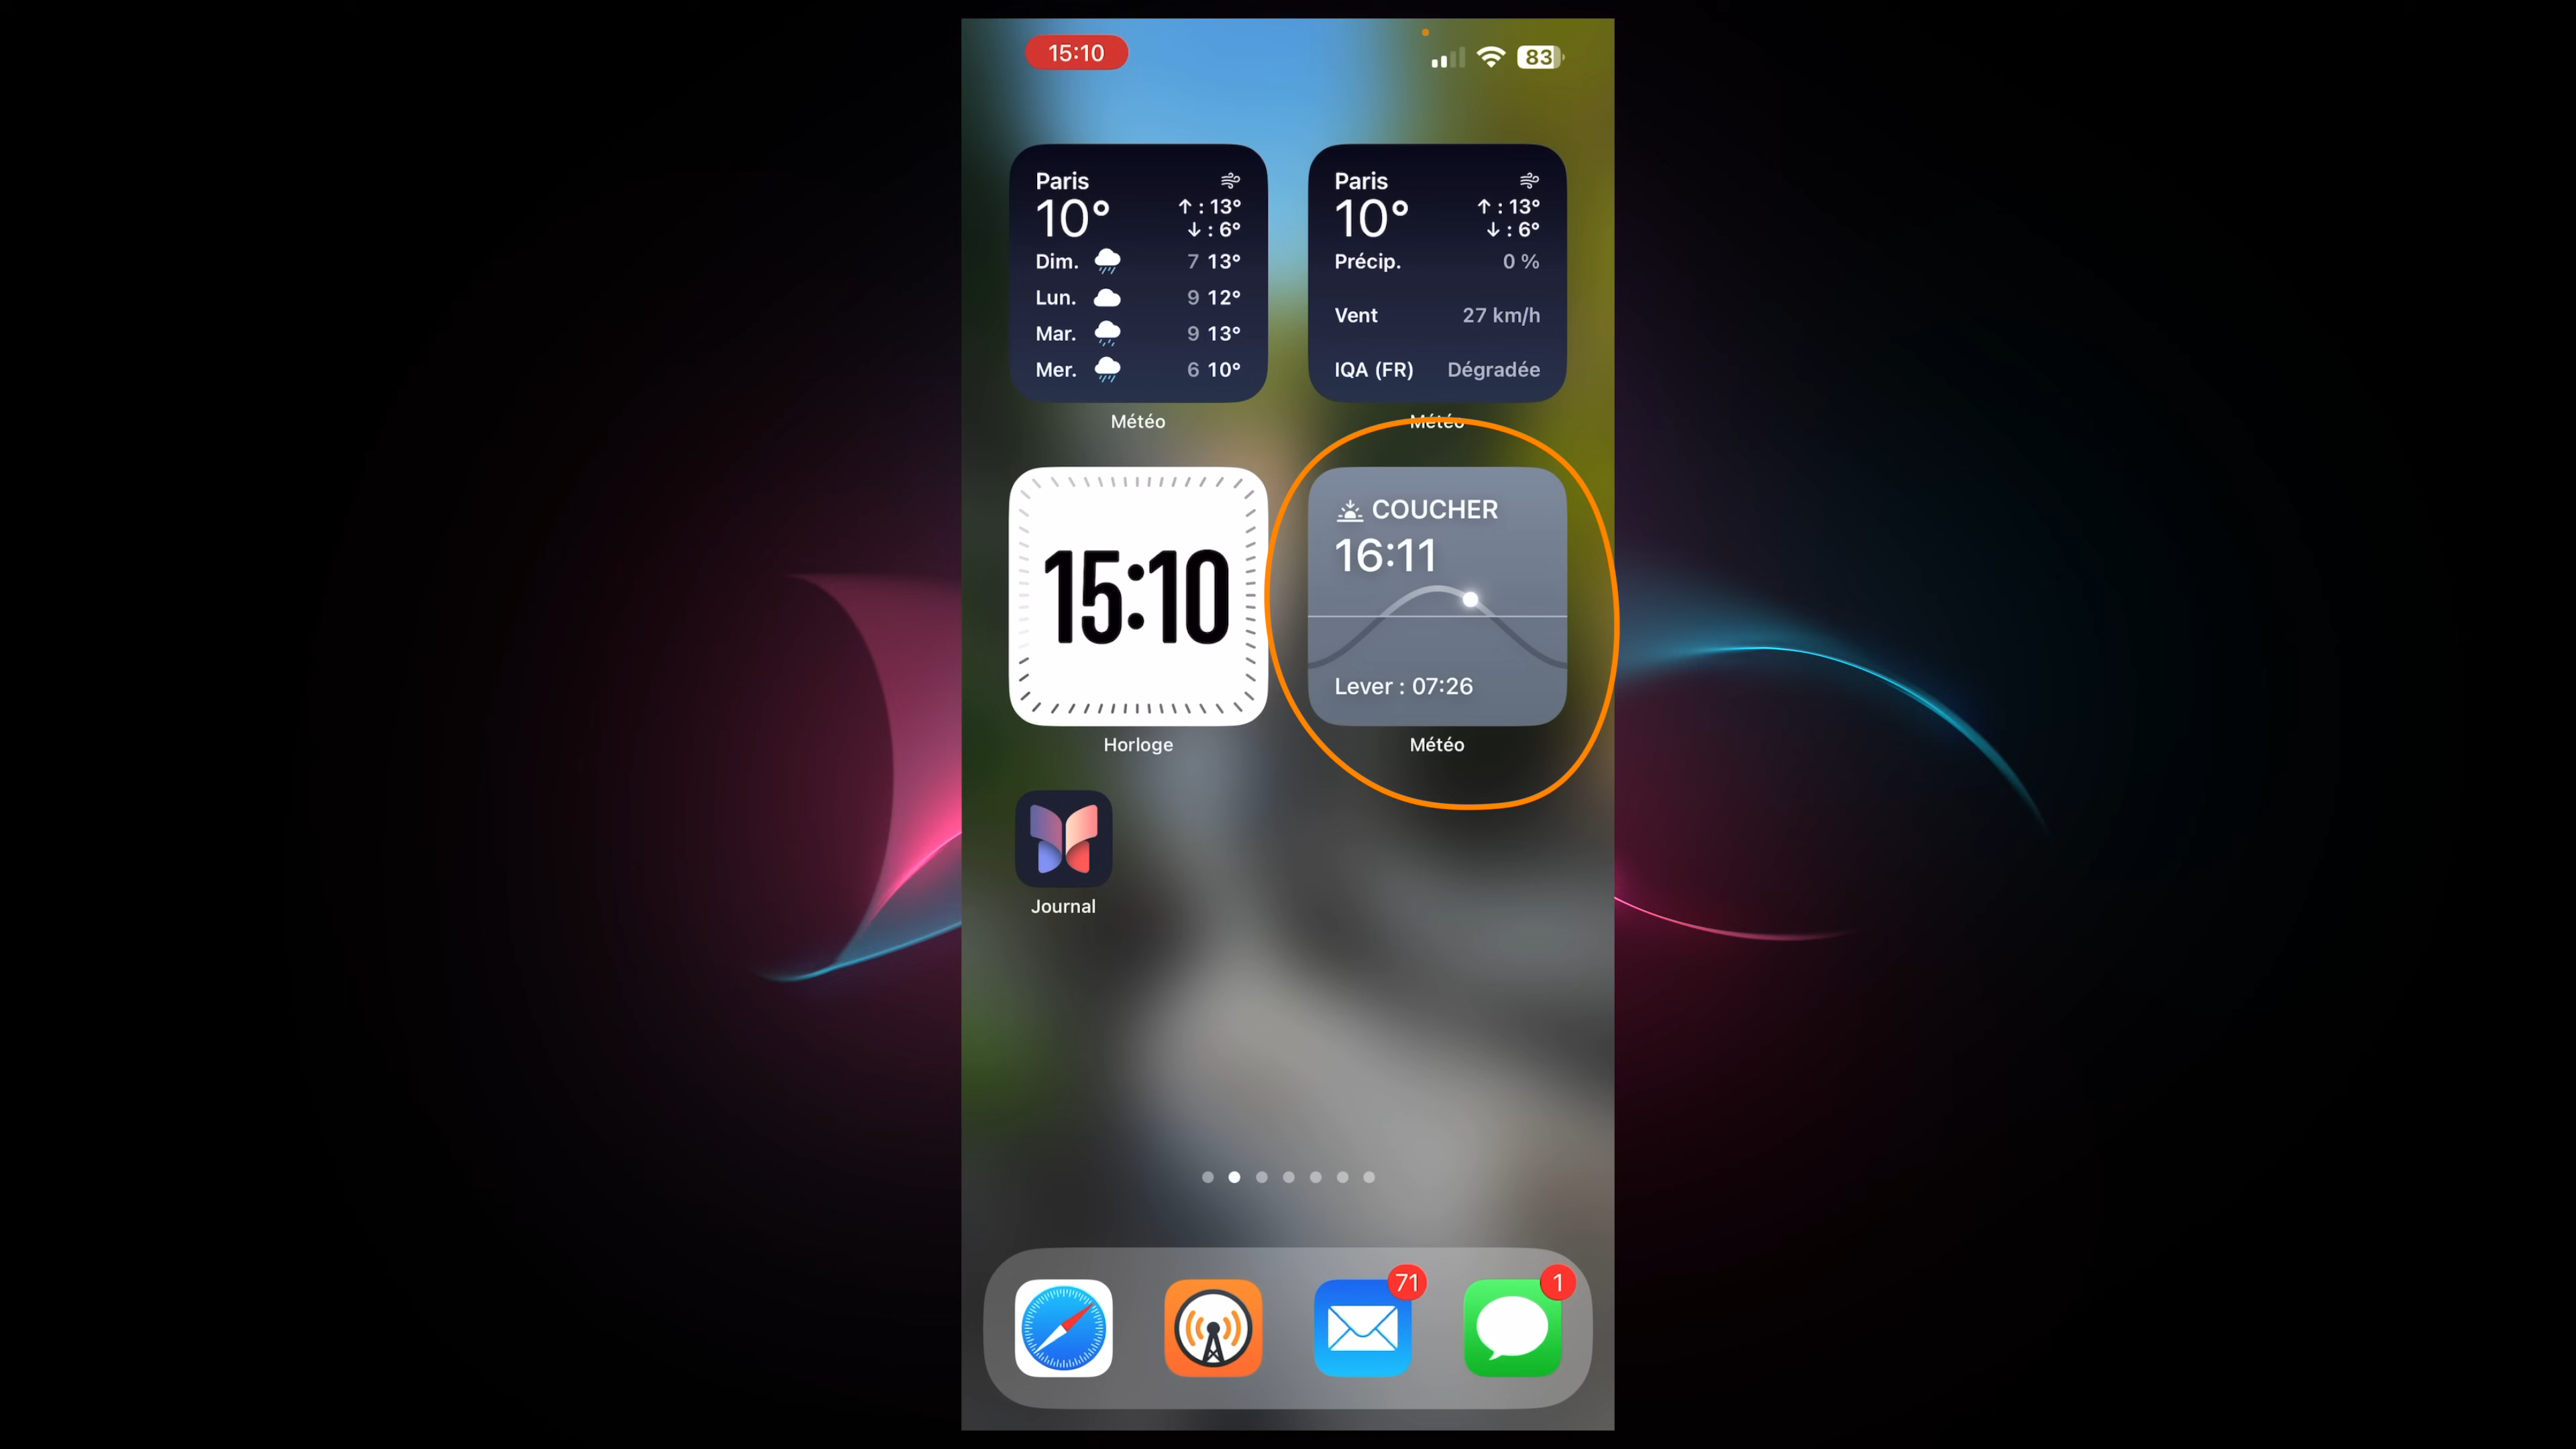 15:10
83
Paris
10°
↑ : 13°
↓ : 6°
Dim. 7 13°
Lun. 9 12°
Mar. 9 13°
Mer. 6 10°
Météo
Paris
10°
↑ : 13°
↓ : 6°
Précip. 0 %
Vent 27 km/h
IQA (FR) Dégradée
Météo
15:10
Horloge
COUCHER
16:11
Lever : 07:26
Météo
Journal
71
1